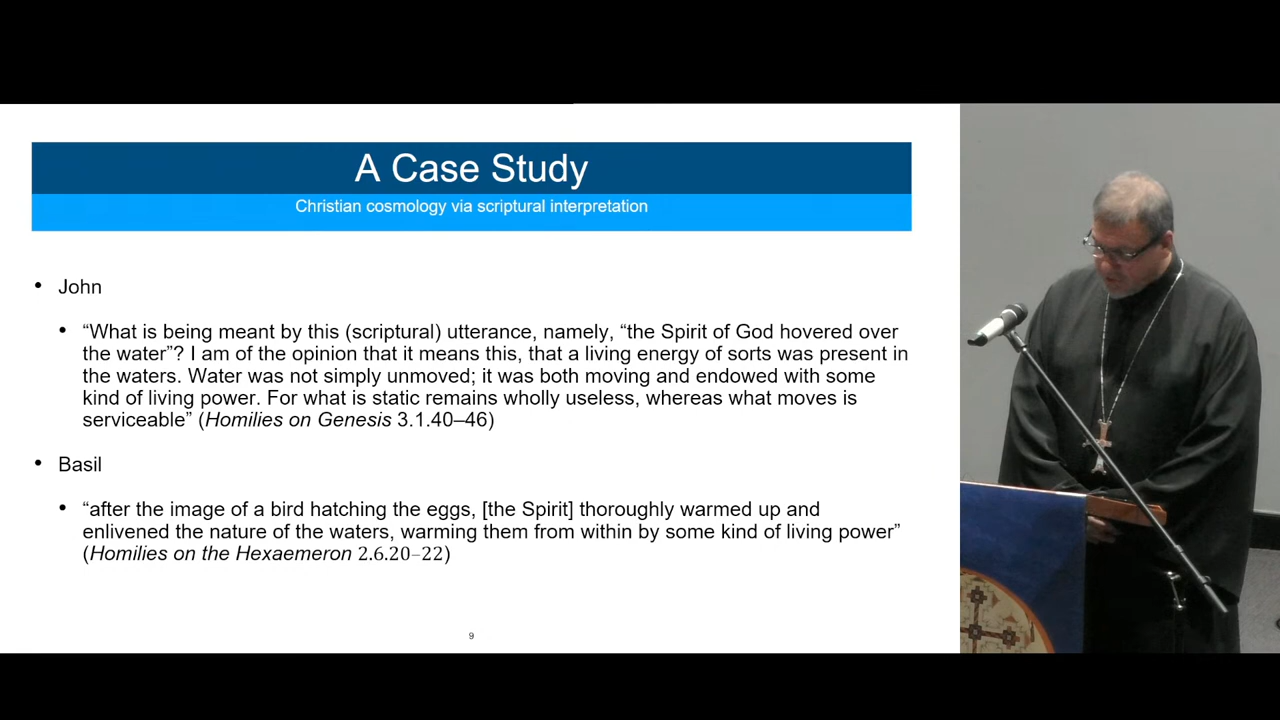 A Case Study
Christian cosmology via scriptural interpretation
• John
• “What is being meant by this (scriptural) utterance, namely, “the Spirit of God hovered over
the water”? I am of the opinion that it means this, that a living energy of sorts was present in
the waters. Water was not simply unmoved; it was both moving and endowed with some
kind of living power. For what is static remains wholly useless, whereas what moves is
serviceable” (Homilies on Genesis 3.1.40–46)
• Basil
• “after the image of a bird hatching the eggs, [the Spirit] thoroughly warmed up and
enlivened the nature of the waters, warming them from within by some kind of living power”
(Homilies on the Hexaemeron 2.6.20–22)
9